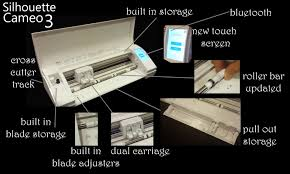 Silhouette
Cameo 3
built in storage
bluetooth
new touch
screen
cross
cutter
track
roller bar
updated
built in
blade storage
built in
blade adjusters
dual carriage
pull out
storage